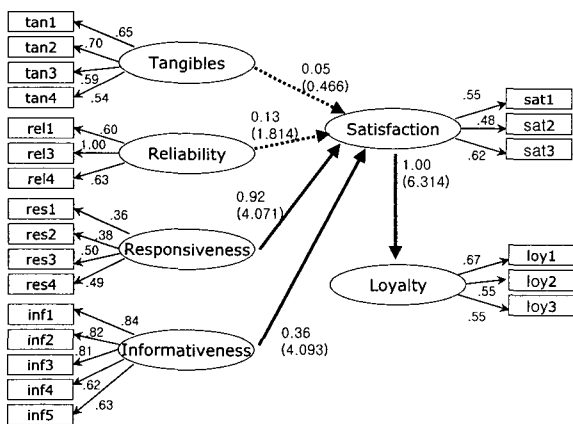 tan1
.65
tan2
.70
tan3
.59
tan4
.54
Tangibles
0.05
(0.466)
rel1
.60
rel3
1.00
rel4
.63
Reliability
0.13
(1.814)
Satisfaction
.55
sat1
.48
sat2
.62
sat3
res1
.36
res2
.38
res3
.50
res4
.49
Responsiveness
0.92
(4.071)
1.00
(6.314)
Loyalty
.67
loy1
.55
loy2
.55
loy3
inf1
.84
inf2
.82
inf3
.81
inf4
.62
inf5
.63
Informativeness
0.36
(4.093)